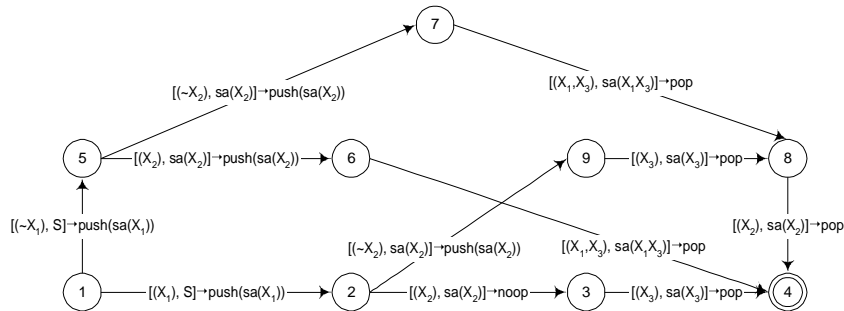 7
[(~X₂), sa(X₂)]→push(sa(X₂))
[(X₁,X₃), sa(X₁X₃)]→pop
5
[(X₂), sa(X₂)]→push(sa(X₂))
6
9
[(X₃), sa(X₃)]→pop
8
[(~X₁), S]→push(sa(X₁))
[(~X₂), sa(X₂)]→push(sa(X₂))
[(X₁,X₃), sa(X₁X₃)]→pop
[(X₂), sa(X₂)]→pop
1
[(X₁), S]→push(sa(X₁))
2
[(X₂), sa(X₂)]→noop
3
[(X₃), sa(X₃)]→pop
4